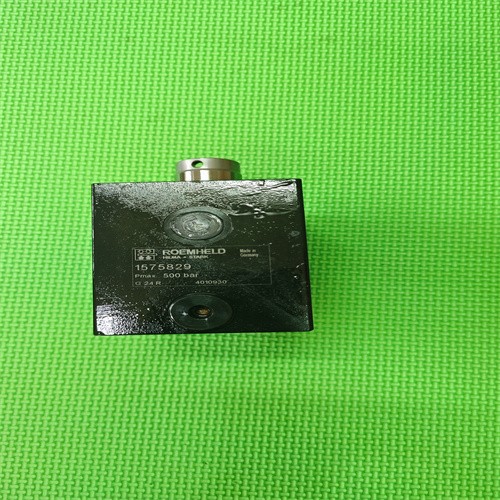 ROEMHELD
HILMA • STARK
Made in
Germany
1575829
Pmax. 500 bar
G 24 R 4010930